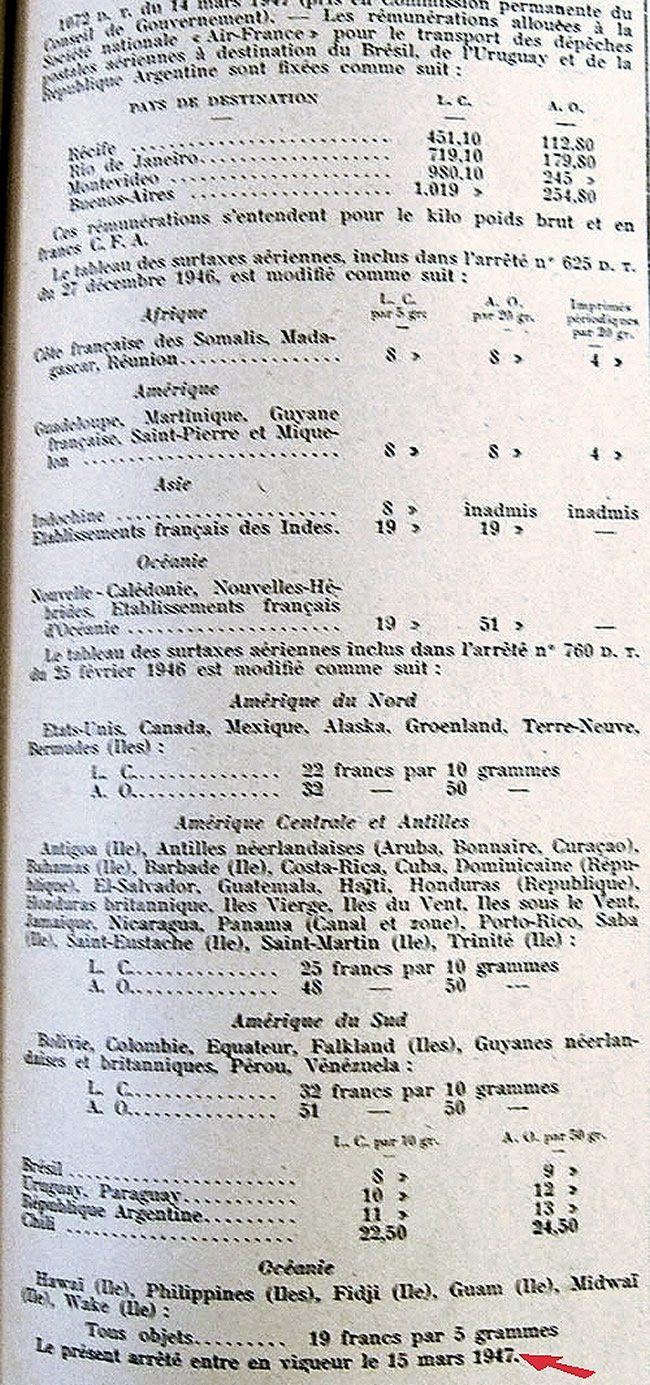 1672 D. T. du 14 mars 1947 (pris en Commission permanente du
Conseil de Gouvernement). — Les rémunérations allouées à la
Société nationale « Air-France » pour le transport des dépêches
postales aériennes à destination du Brésil, de l'Uruguay et de la
République Argentine sont fixées comme suit :
PAYS DE DESTINATION L. C. A. O.
— — —
Récife .............................. 451,10 112,80
Rio de Janeiro........................ 719,10 179,80
Montevideo .......................... 980,10 245 »
Buenos-Aires ........................ 1.019 » 254,80
Ces rémunérations s'entendent pour le kilo poids brut et en
francs C. F. A.
Le tableau des surtaxes aériennes, inclus dans l'arrêté n° 625 D. T.
du 27 décembre 1946, est modifié comme suit :
Afrique L. C. par 5 gr. A. O. par 20 gr. Imprimés périodiques par 20 gr.
— — —
Côte française des Somalis, Mada-
gascar, Réunion................ 8 » 8 » 4 »
Amérique
Guadeloupe, Martinique, Guyane
française, Saint-Pierre et Mique-
lon .......................... 8 » 8 » 4 »
Asie
Indochine ...................... 8 » inadmis inadmis
Etablissements français des Indes. 19 » 19 » —
Océanie
Nouvelle-Calédonie, Nouvelles-Hé-
brides, Etablissements français
d'Océanie ...................... 19 » 51 » —
Le tableau des surtaxes aériennes inclus dans l'arrêté n° 760 D. T.
du 25 février 1946 est modifié comme suit :
Amérique du Nord
Etats-Unis, Canada, Mexique, Alaska, Groenland, Terre-Neuve,
Bermudes (Iles) :
L. C.............. 22 francs par 10 grammes
A. O.............. 32 — 50 —
Amérique Centrale et Antilles
Antigoa (Ile), Antilles néerlandaises (Aruba, Bonnaire, Curaçao),
Bahamas (Ile), Barbade (Ile), Costa-Rica, Cuba, Dominicaine (Répu-
blique), El-Salvador, Guatemala, Haïti, Honduras (Republique),
Honduras britannique, Iles Vierge, Iles du Vent, Iles sous le Vent,
Jamaïque, Nicaragua, Panama (Canal et zone), Porto-Rico, Saba
(Ile), Saint-Eustache (Ile), Saint-Martin (Ile), Trinité (Ile) :
L. C.............. 25 francs par 10 grammes
A. O.............. 48 — 50 —
Amérique du Sud
Bolivie, Colombie, Equateur, Falkland (Iles), Guyanes néerlan-
daises et britanniques, Pérou, Vénézuela :
L. C.............. 32 francs par 10 grammes
A. O.............. 51 — 50 —
L. C. par 10 gr. A. O. par 50 gr.
— —
Brésil .......................... 8 » 9 »
Uruguay, Paraguay............ 10 » 12 »
République Argentine.......... 11 » 13 »
Chili .......................... 22,50 24,50
Océanie
Hawaï (Ile), Philippines (Iles), Fidji (Ile), Guam (Ile), Midwaï
(Ile), Wake (Ile) :
Tous objets......... 19 francs par 5 grammes
Le présent arrêté entre en vigueur le 15 mars 1947.